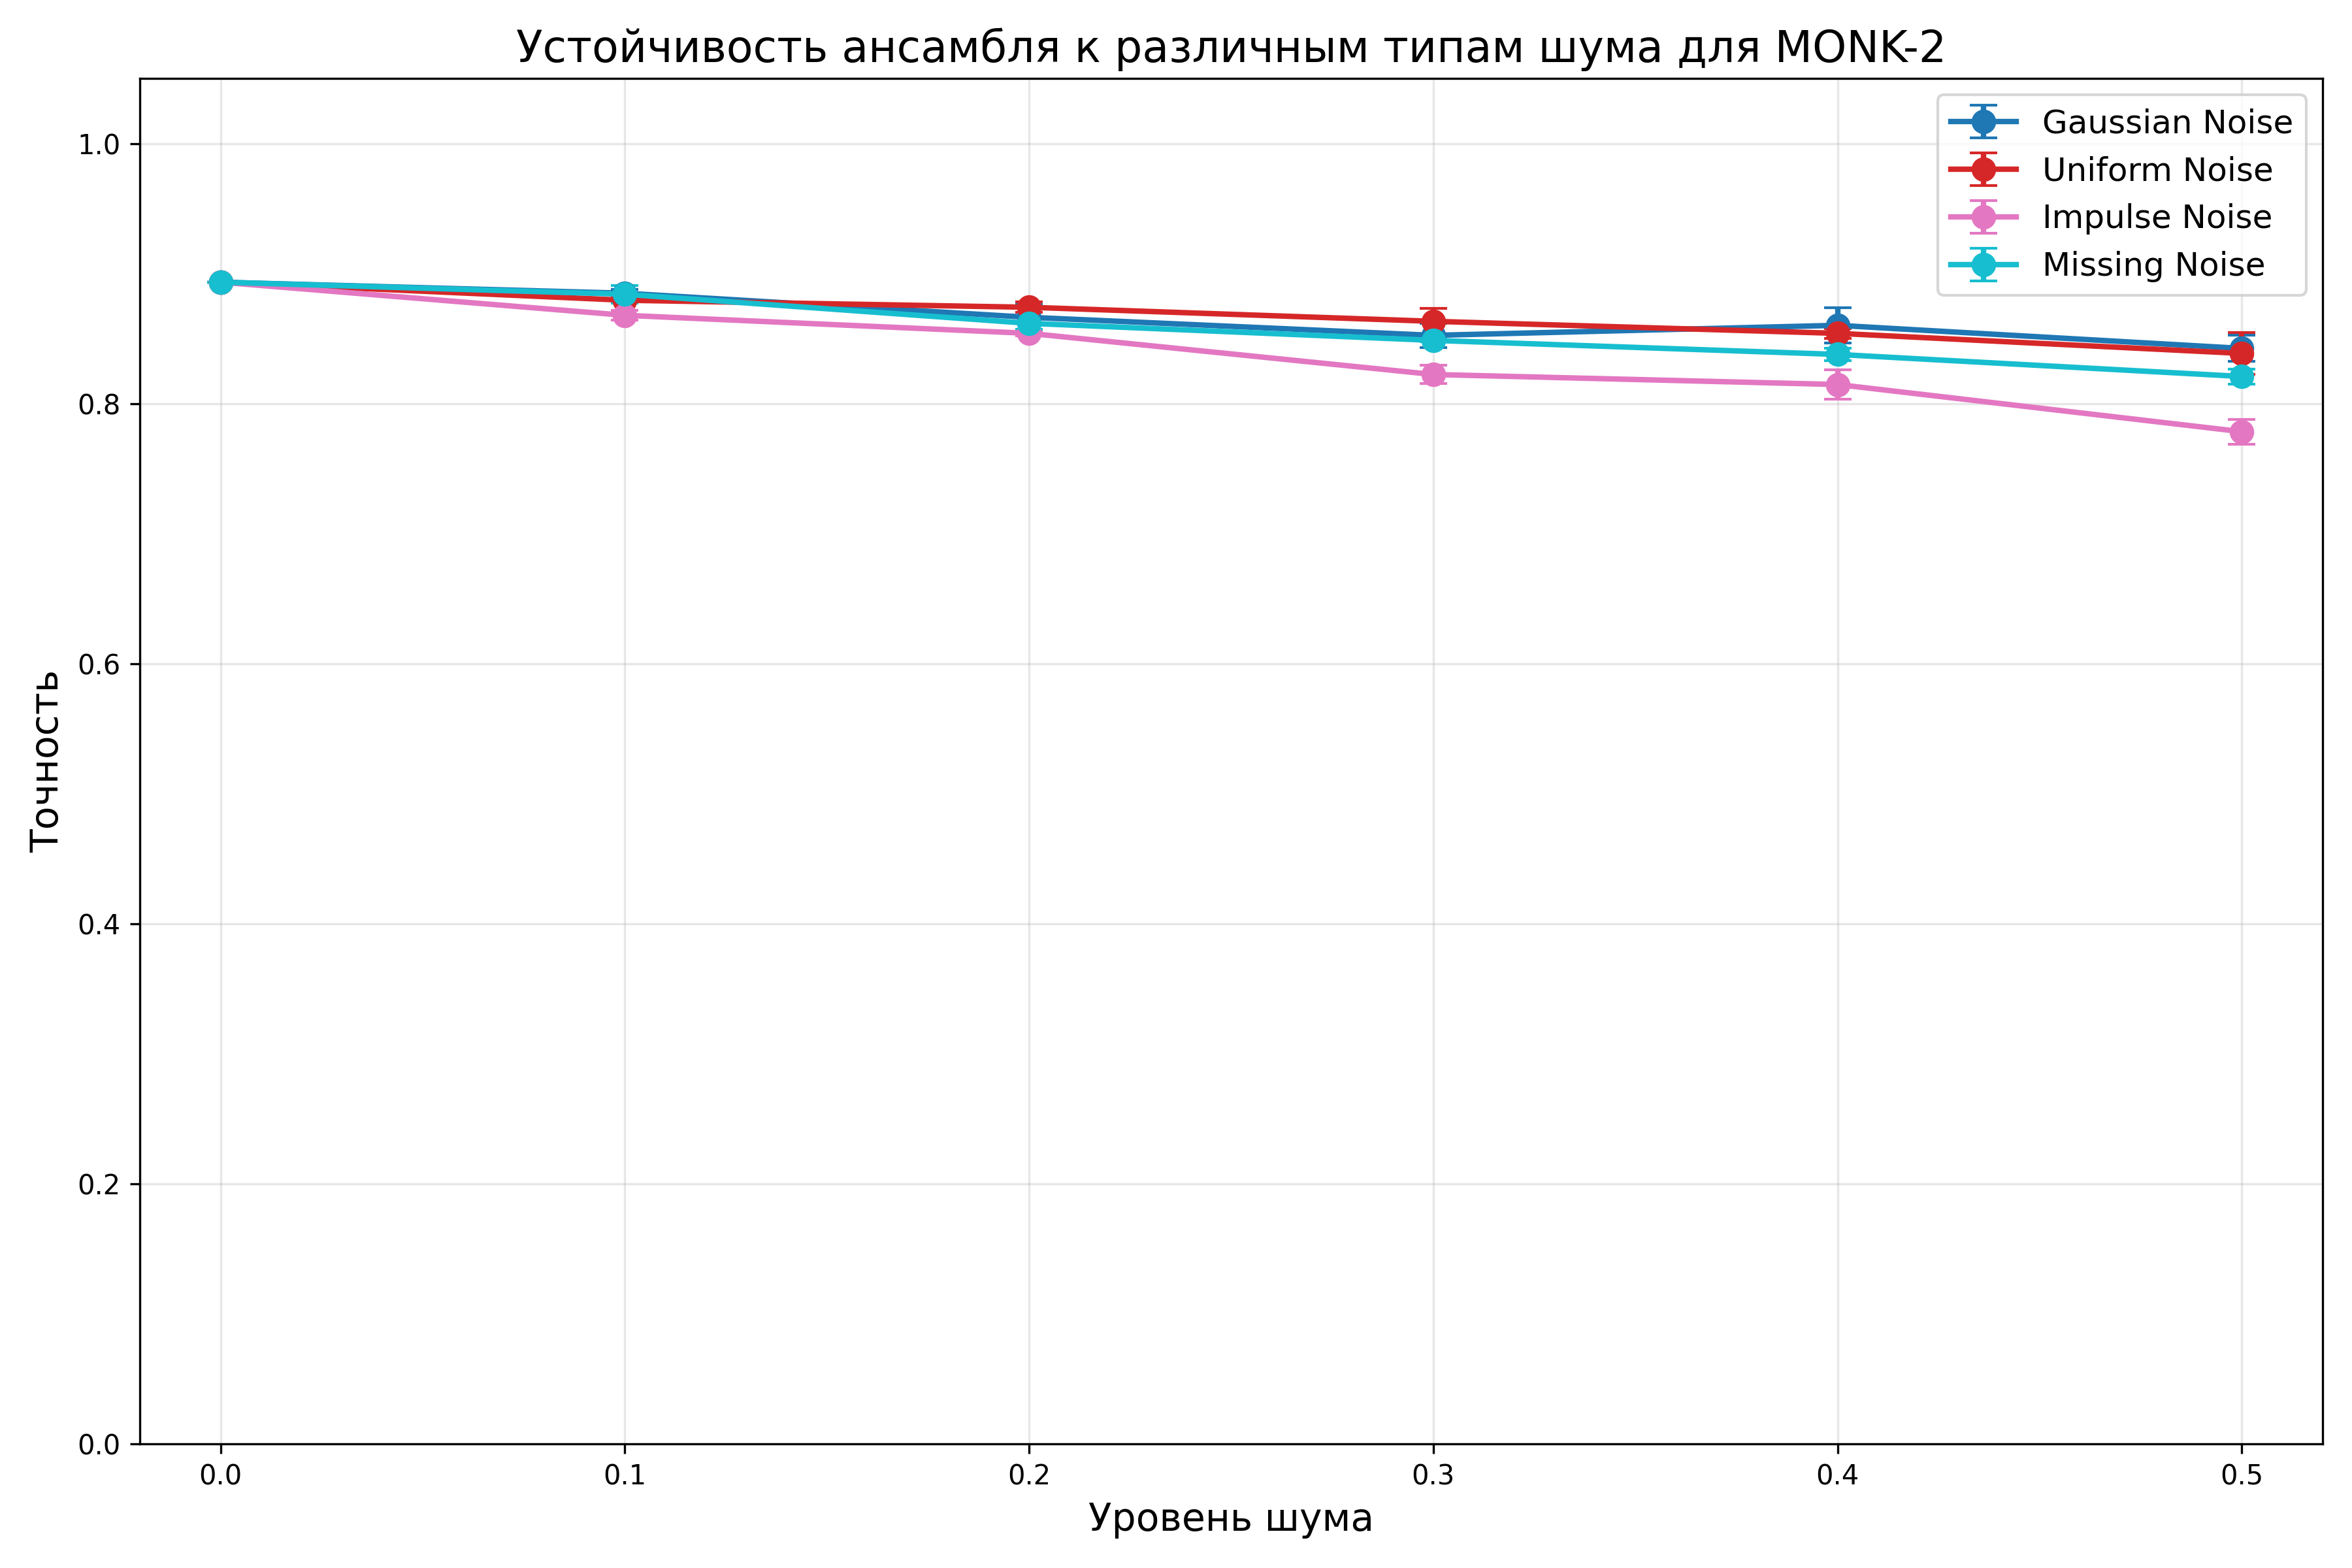 Устойчивость ансамбля к различным типам шума для MONK-2
Gaussian Noise
Uniform Noise
Impulse Noise
Missing Noise
1.0
0.8
0.6
0.4
0.2
0.0
Точность
0.0 0.1 0.2 0.3 0.4 0.5
Уровень шума